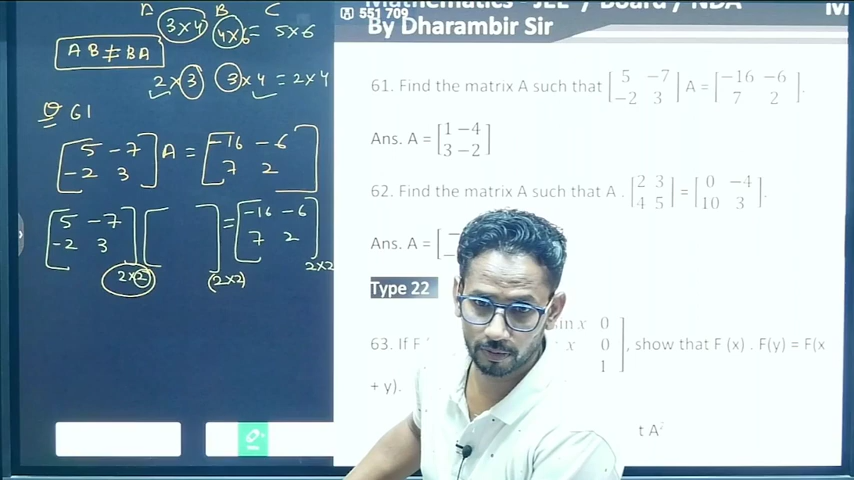 A B C
3×4 4×6 = 5×6
AB ≠ BA
2×3 3×4 = 2×4
Q 61
[5 -7 -2 3] A = [-16 -6 7 2]
[5 -7 -2 3] [ ] = [-16 -6 7 2]
2×2 (2×2) 2×2
Mathematics - JEE / Board / NDA
551 709
By Dharambir Sir
61. Find the matrix A such that [5 −7 −2 3] A = [−16 −6 7 2].
Ans. A = [1 −4 3 −2]
62. Find the matrix A such that A . [2 3 4 5] = [0 −4 10 3].
Ans. A = [
Type 22
63. If F in x 0 x 0 1], show that F (x) . F(y) = F(x
+ y).
t A²